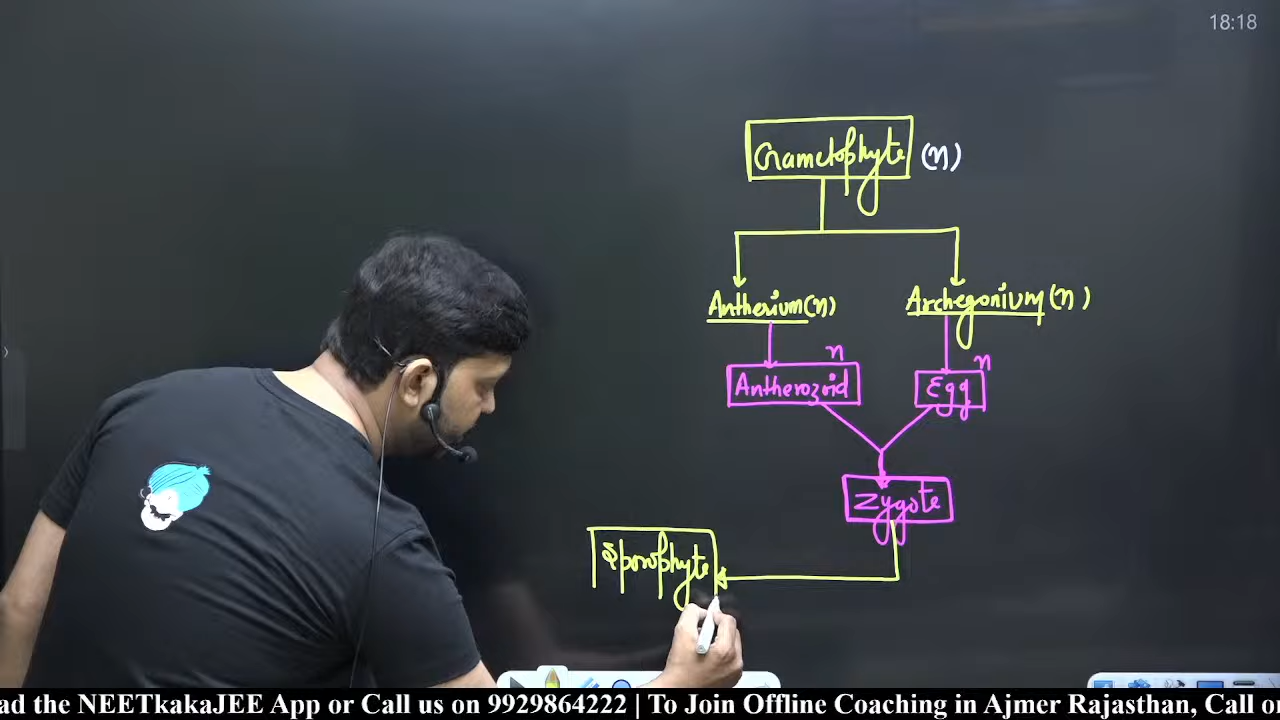 18:18
Gametophyte (n)
Antherium(n) Archegonium(n)
n n
Antherozoid Egg
Zygote
Sporophyte
ad the NEETkakaJEE App or Call us on 9929864222 | To Join Offline Coaching in Ajmer Rajasthan, Call o